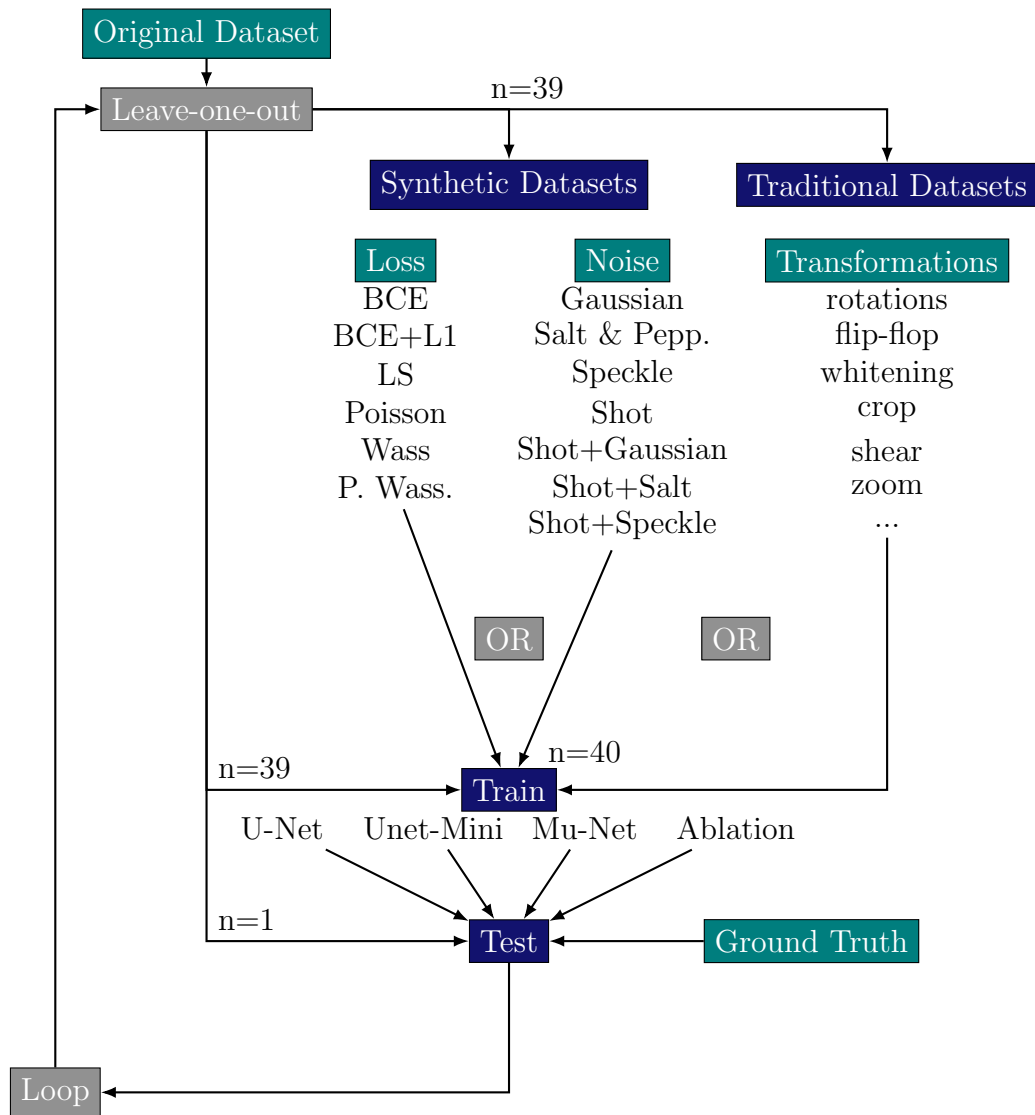 Original Dataset
n=39
Leave-one-out
Synthetic Datasets
Traditional Datasets
Loss
BCE
BCE+L1
LS
Poisson
Wass
P. Wass.
Noise
Gaussian
Salt & Pepp.
Speckle
Shot
Shot+Gaussian
Shot+Salt
Shot+Speckle
Transformations
rotations
flip-flop
whitening
crop
shear
zoom
...
OR
OR
n=40
n=39
Train
U-Net
Unet-Mini
Mu-Net
Ablation
n=1
Test
Ground Truth
Loop